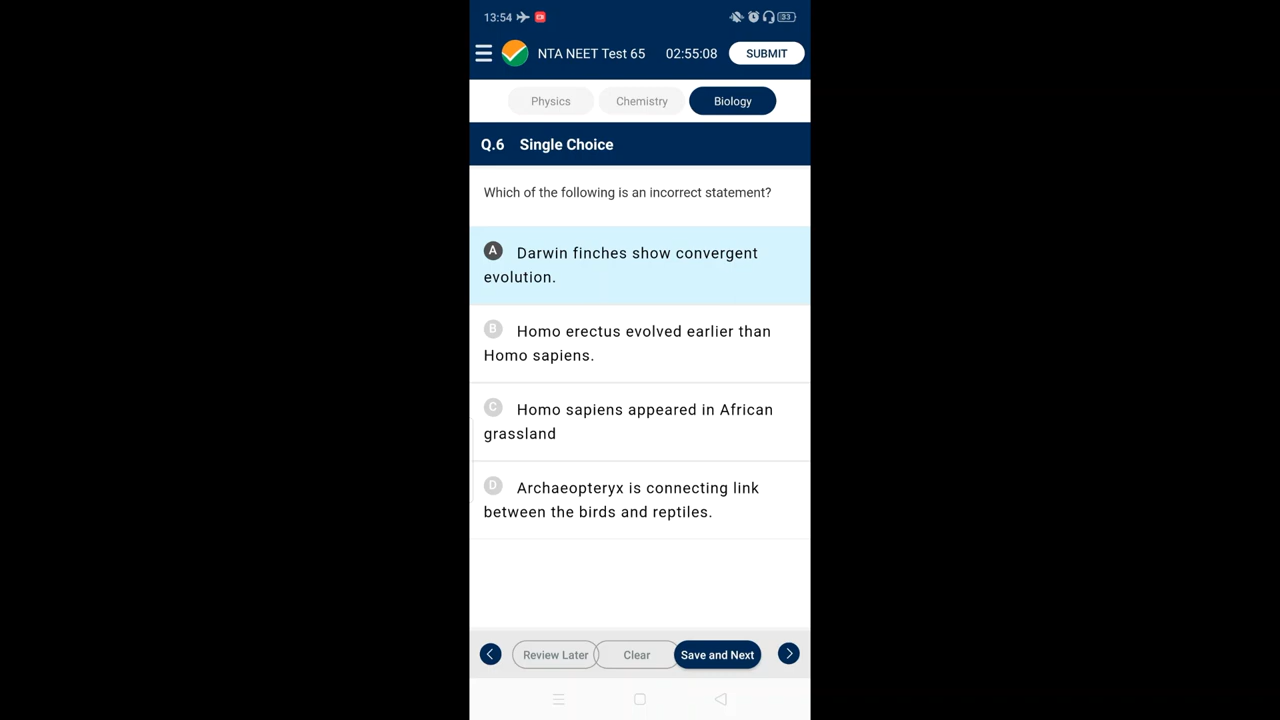 13:54 33
NTA NEET Test 65 02:55:08 SUBMIT
Physics Chemistry Biology
Q.6 Single Choice
Which of the following is an incorrect statement?
A Darwin finches show convergent
evolution.
B Homo erectus evolved earlier than
Homo sapiens.
C Homo sapiens appeared in African
grassland
D Archaeopteryx is connecting link
between the birds and reptiles.
Review Later Clear Save and Next